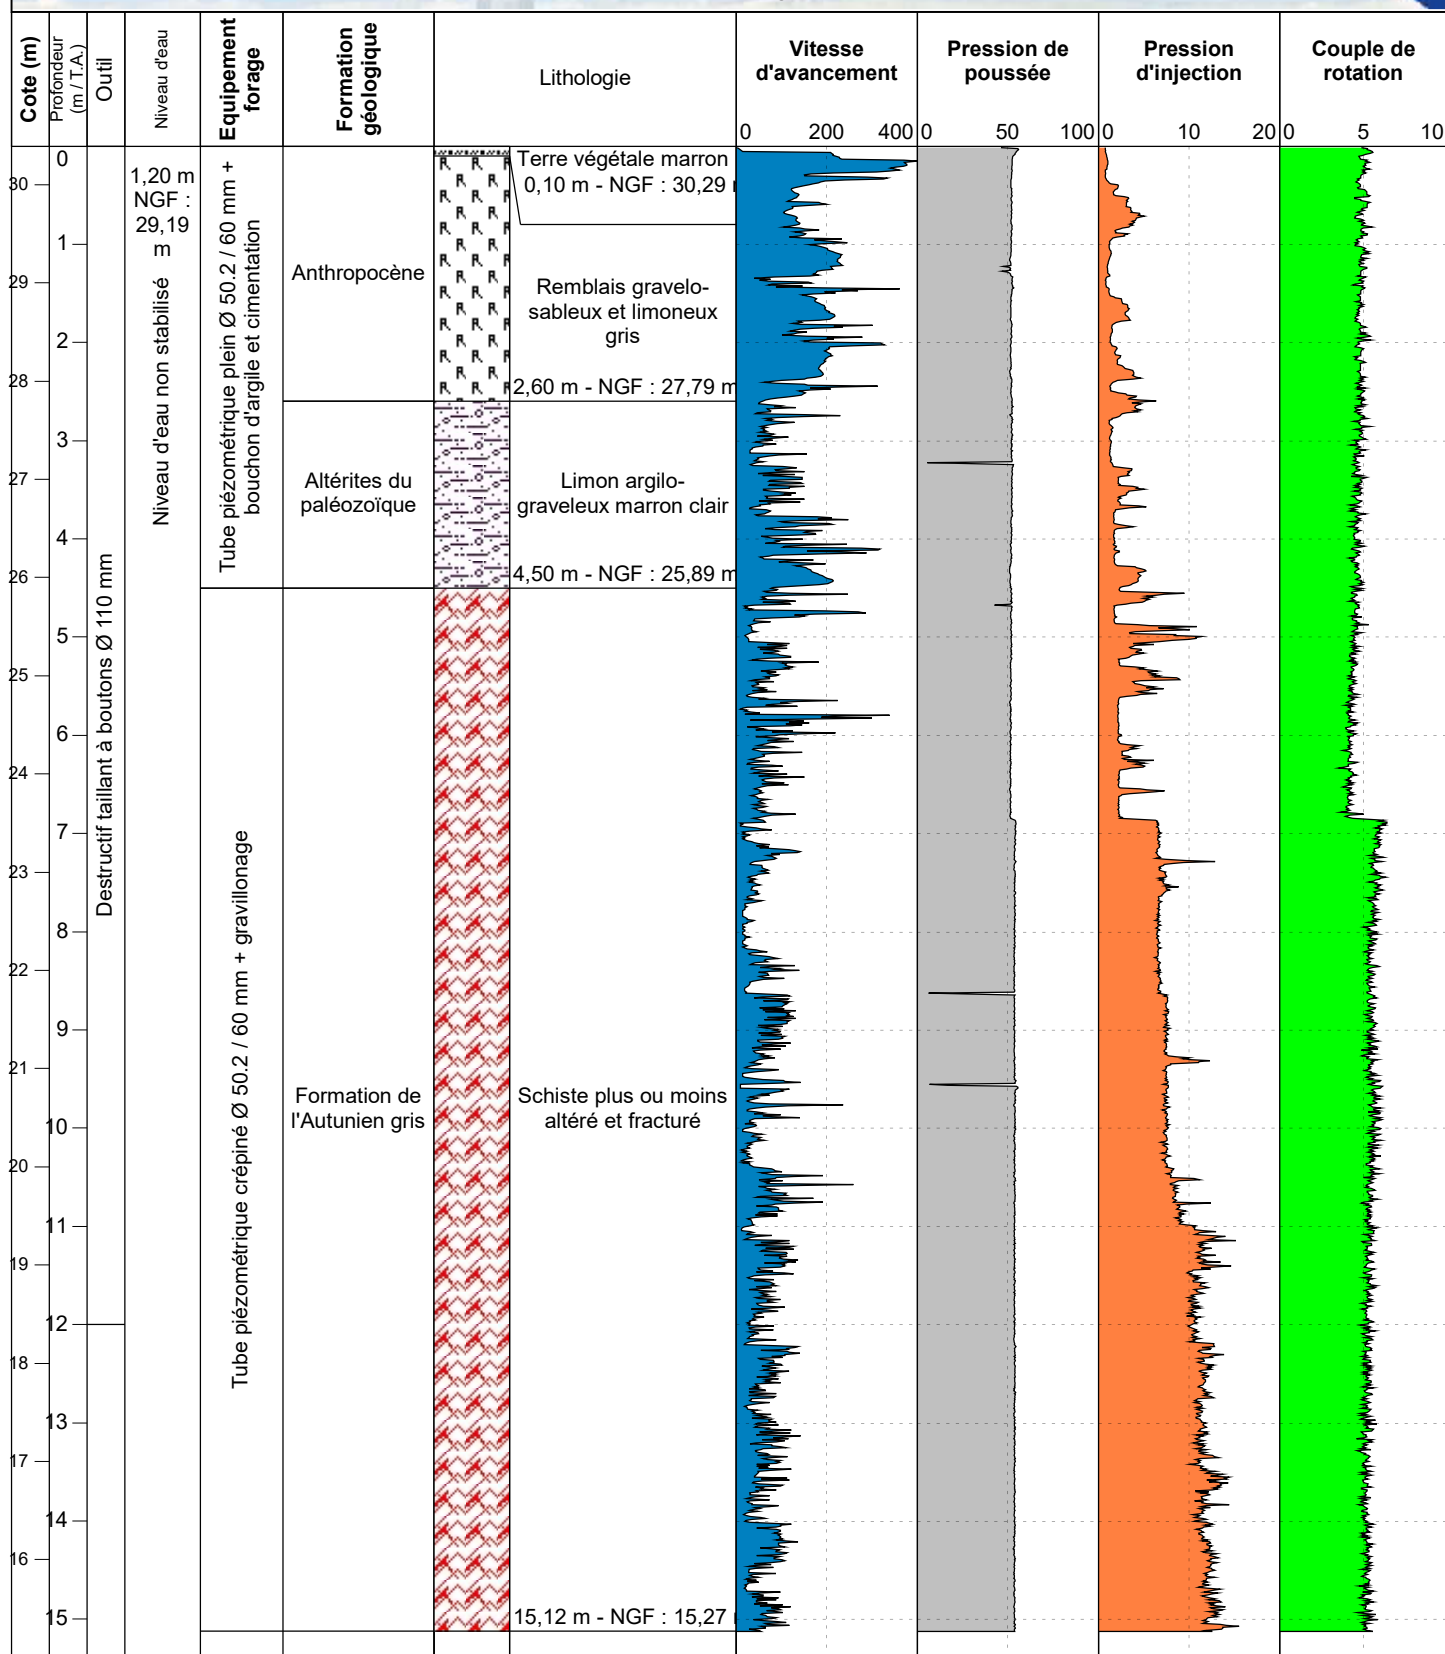 Cote (m)
Profondeur
(m / T.A.)
Outil
Niveau d'eau
Equipement
forage
Formation
géologique
Lithologie
Vitesse
d'avancement
Pression de
poussée
Pression
d'injection
Couple de
rotation
0 200 400
0 50 100
0 10 20
0 5 10
30
29
28
27
26
25
24
23
22
21
20
19
18
17
16
0
1
2
3
4
5
6
7
8
9
10
11
12
13
14
15
Destructif taillant à boutons Ø 110 mm
1,20 m
NGF :
29,19
m
Niveau d'eau non stabilisé
Tube piézométrique plein Ø 50.2 / 60 mm +
bouchon d'argile et cimentation
Tube piézométrique crépiné Ø 50.2 / 60 mm + gravillonage
Anthropocène
Altérites du
paléozoïque
Formation de
l'Autunien gris
Terre végétale marron
0,10 m - NGF : 30,29
Remblais gravelo-
sableux et limoneux
gris
2,60 m - NGF : 27,79 m
Limon argilo-
graveleux marron clair
4,50 m - NGF : 25,89 m
Schiste plus ou moins
altéré et fracturé
15,12 m - NGF : 15,27